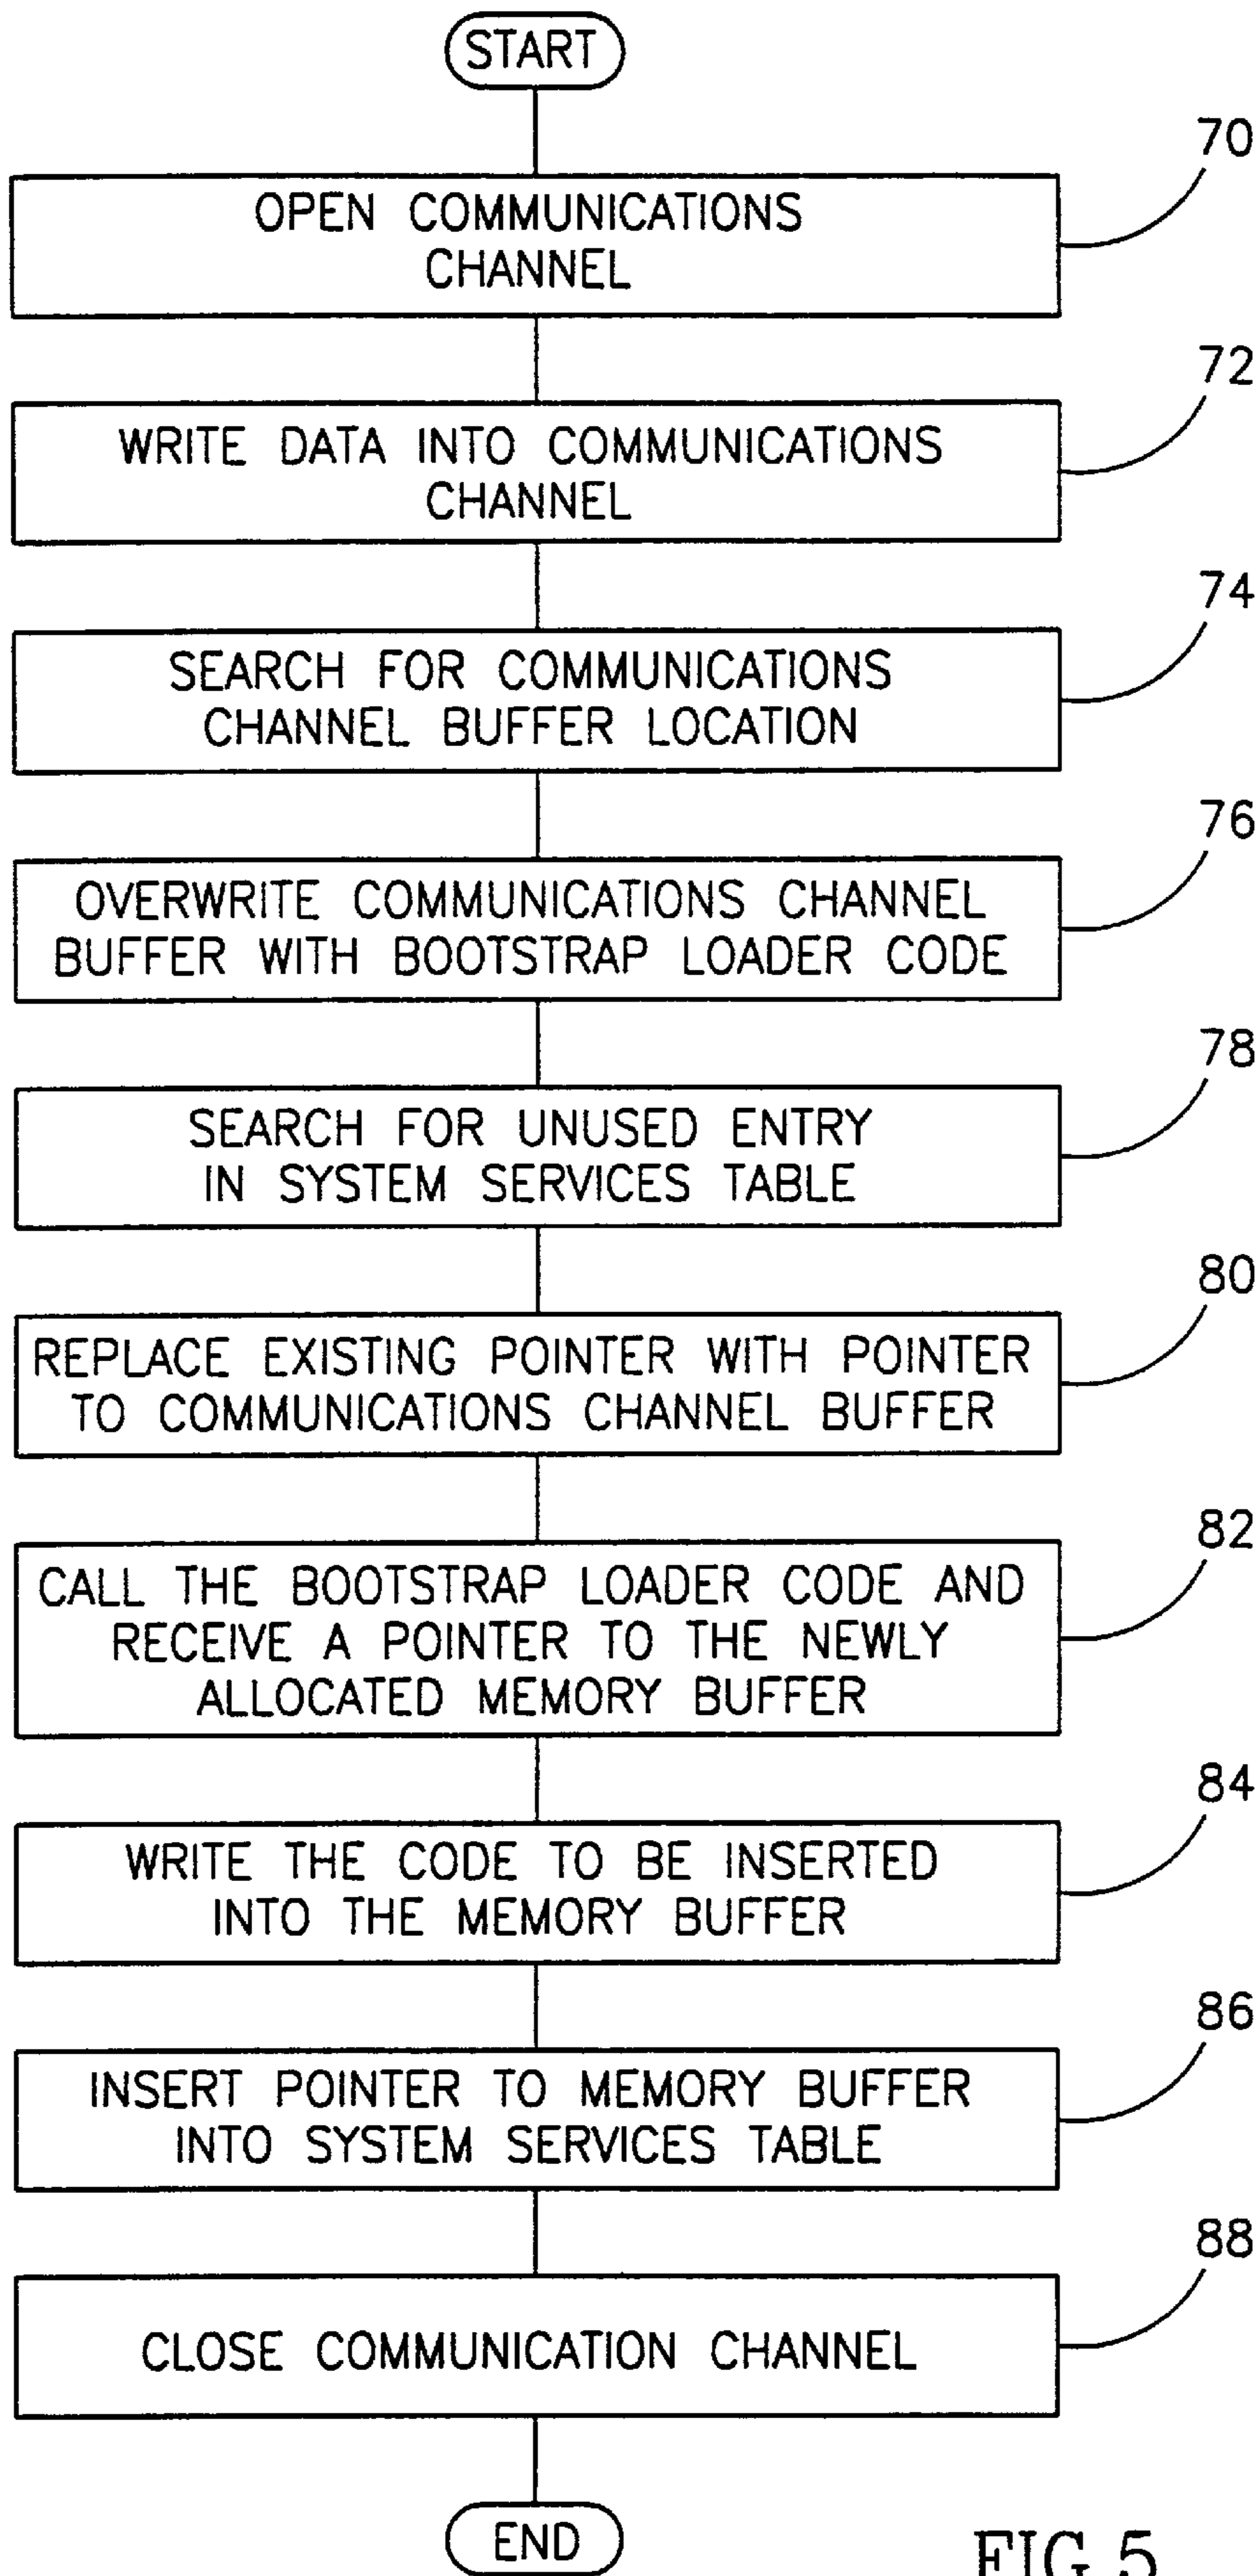 START
70
OPEN COMMUNICATIONS
CHANNEL
72
WRITE DATA INTO COMMUNICATIONS
CHANNEL
74
SEARCH FOR COMMUNICATIONS
CHANNEL BUFFER LOCATION
76
OVERWRITE COMMUNICATIONS CHANNEL
BUFFER WITH BOOTSTRAP LOADER CODE
78
SEARCH FOR UNUSED ENTRY
IN SYSTEM SERVICES TABLE
80
REPLACE EXISTING POINTER WITH POINTER
TO COMMUNICATIONS CHANNEL BUFFER
82
CALL THE BOOTSTRAP LOADER CODE AND
RECEIVE A POINTER TO THE NEWLY
ALLOCATED MEMORY BUFFER
84
WRITE THE CODE TO BE INSERTED
INTO THE MEMORY BUFFER
86
INSERT POINTER TO MEMORY BUFFER
INTO SYSTEM SERVICES TABLE
88
CLOSE COMMUNICATION CHANNEL
END
FIG.5